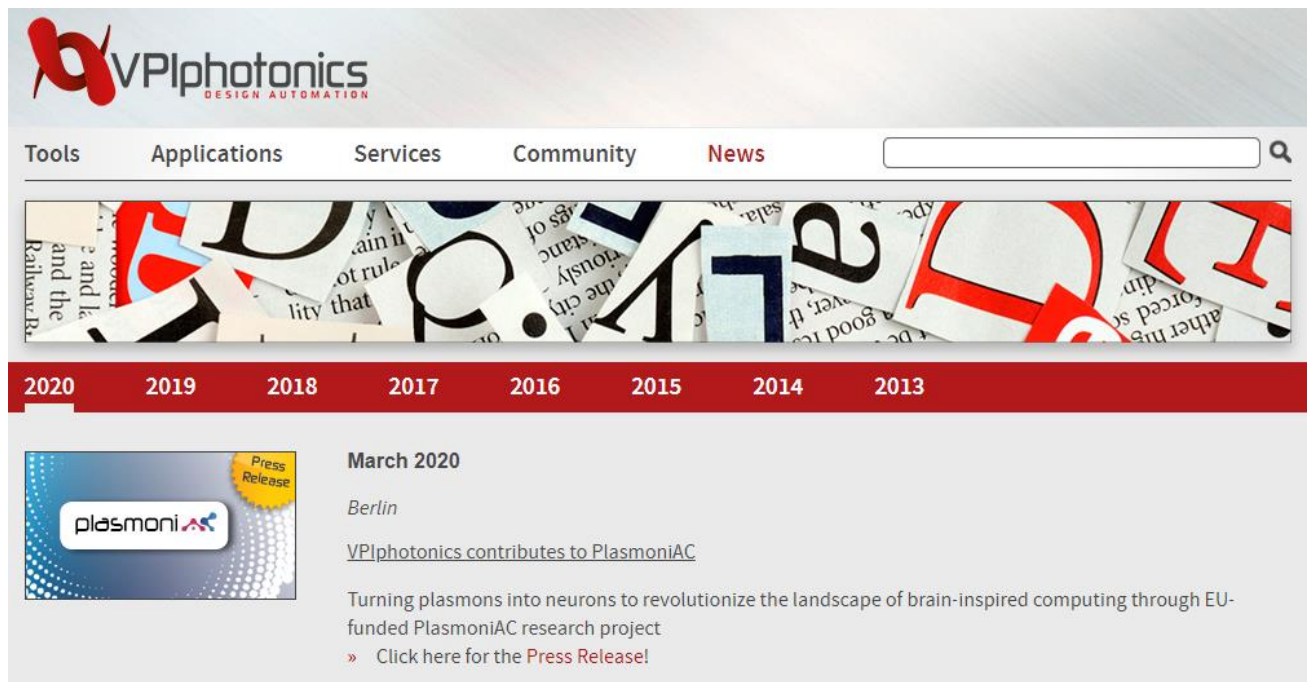 VPIphotonics
DESIGN AUTOMATION
Tools Applications Services Community News
2020 2019 2018 2017 2016 2015 2014 2013
Press
Release
plasmoniAC
March 2020
Berlin
VPIphotonics contributes to PlasmoniAC
Turning plasmons into neurons to revolutionize the landscape of brain-inspired computing through EU-
funded PlasmoniAC research project
» Click here for the Press Release!